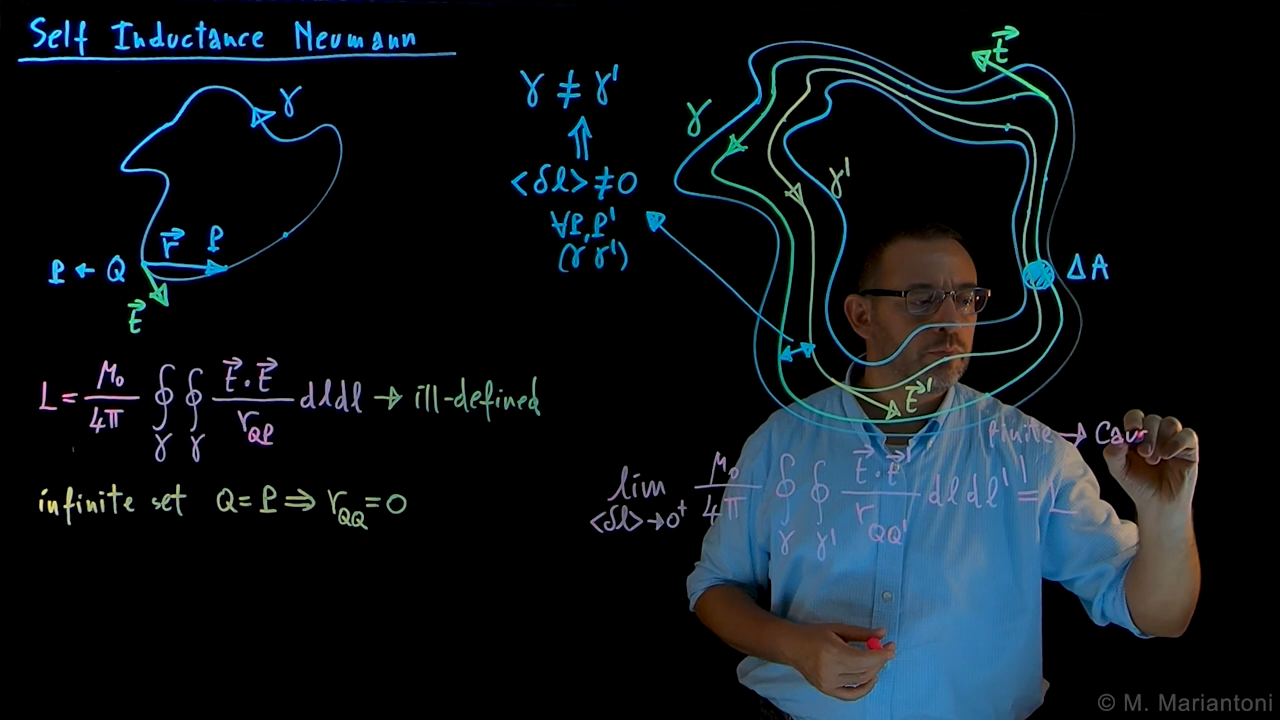 Self Inductance Neumann
γ
r⃗ P
P ← Q
t⃗
L = μ₀/4π ∮γ ∮γ t⃗·t⃗/r_QP dl dl → ill-defined
infinite set Q = P ⇒ r_QQ = 0
γ ≠ γ'
⇑
<δl> ≠ 0
∀P,P'
(γ,γ')
γ
γ'
t⃗
ΔA
t⃗'
finite → Cau
lim <δl>→0⁺ μ₀/4π ∮γ ∮γ' t⃗·t⃗'/r_QQ' dl dl' =! L
© M. Mariantoni